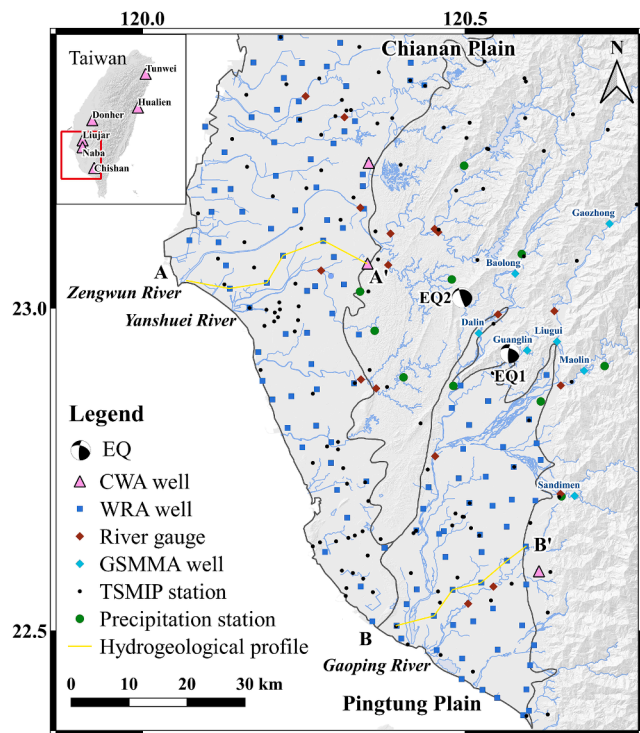 120.0
120.5
Chianan Plain
N
Taiwan
Tunwei
Hualien
Donher
Liujar
Naba
Chishan
Gaozhong
A
A'
Baolong
Zengwun River
EQ2
23.0
Yanshuei River
Dalin
Liugui
Guanglin
Maolin
EQ1
Legend
EQ
CWA well
WRA well
River gauge
GSMMA well
TSMIP station
Precipitation station
Hydrogeological profile
Sandimen
B'
B
22.5
Gaoping River
0 10 20 30 km
Pingtung Plain